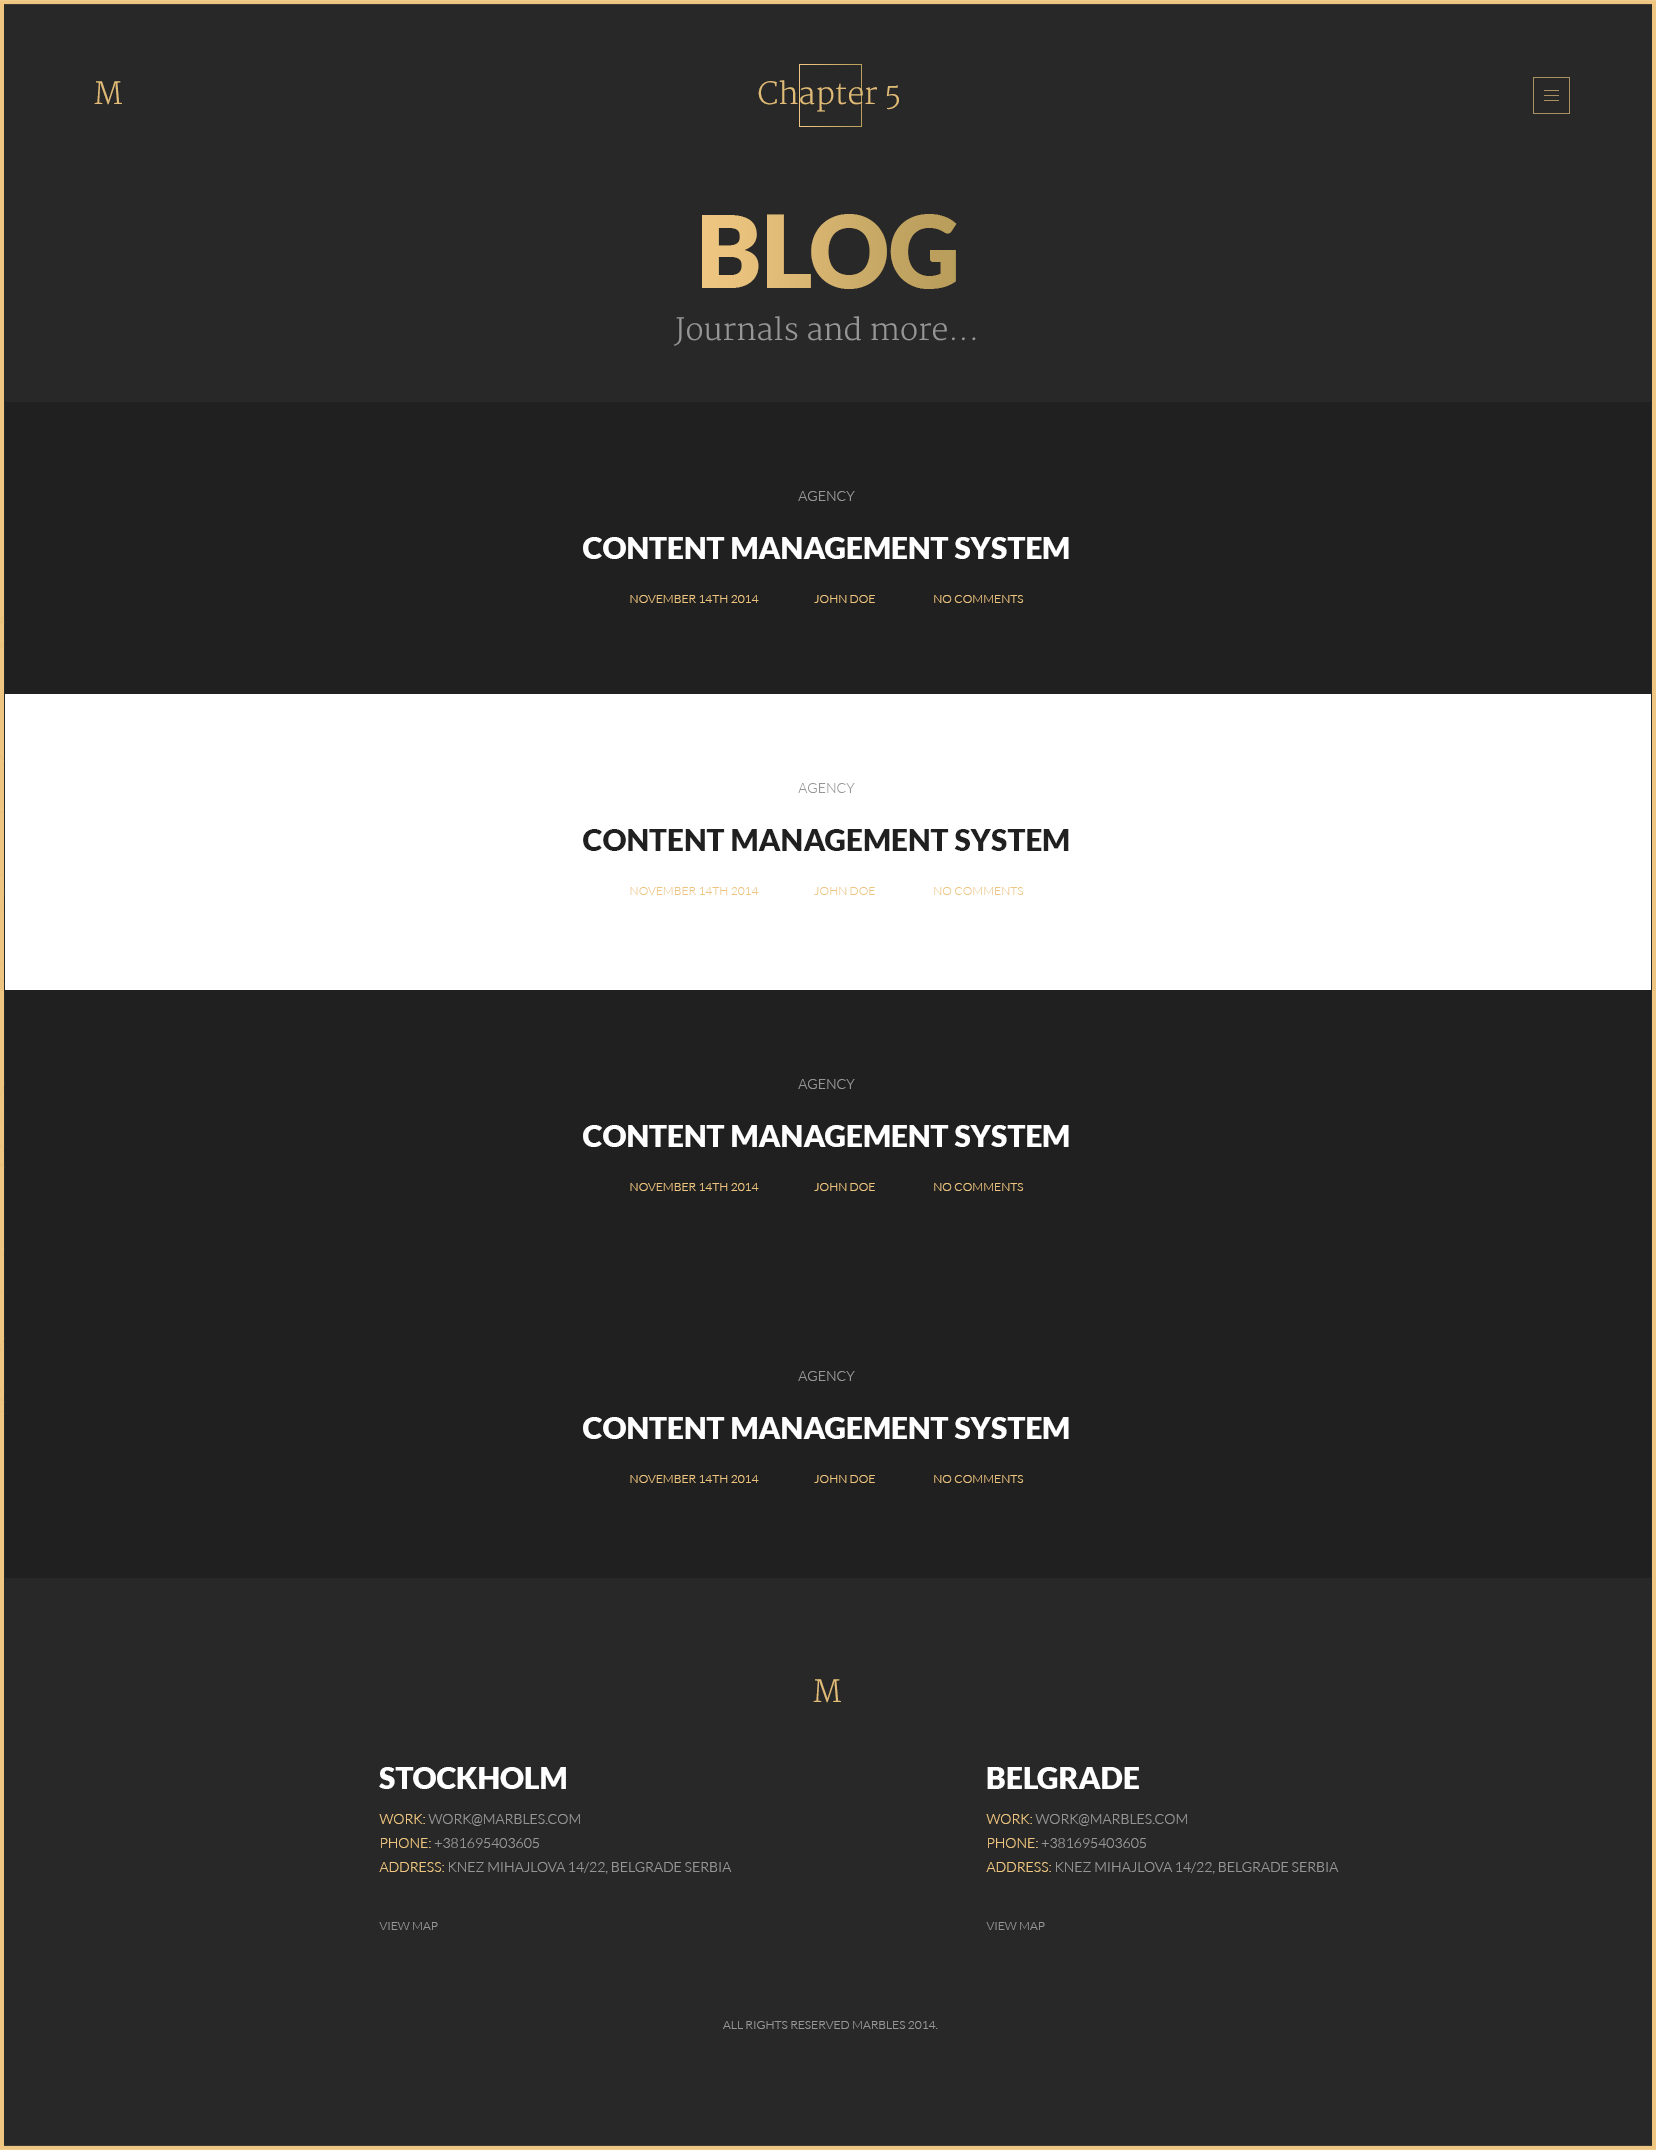 M
Chapter 5
BLOG
Journals and more...
AGENCY
CONTENT MANAGEMENT SYSTEM
NOVEMBER 14TH 2014 JOHN DOE NO COMMENTS
AGENCY
CONTENT MANAGEMENT SYSTEM
NOVEMBER 14TH 2014 JOHN DOE NO COMMENTS
AGENCY
CONTENT MANAGEMENT SYSTEM
NOVEMBER 14TH 2014 JOHN DOE NO COMMENTS
AGENCY
CONTENT MANAGEMENT SYSTEM
NOVEMBER 14TH 2014 JOHN DOE NO COMMENTS
M
STOCKHOLM
WORK: WORK@MARBLES.COM
PHONE: +381695403605
ADDRESS: KNEZ MIHAJLOVA 14/22, BELGRADE SERBIA
VIEW MAP
BELGRADE
WORK: WORK@MARBLES.COM
PHONE: +381695403605
ADDRESS: KNEZ MIHAJLOVA 14/22, BELGRADE SERBIA
VIEW MAP
ALL RIGHTS RESERVED MARBLES 2014.